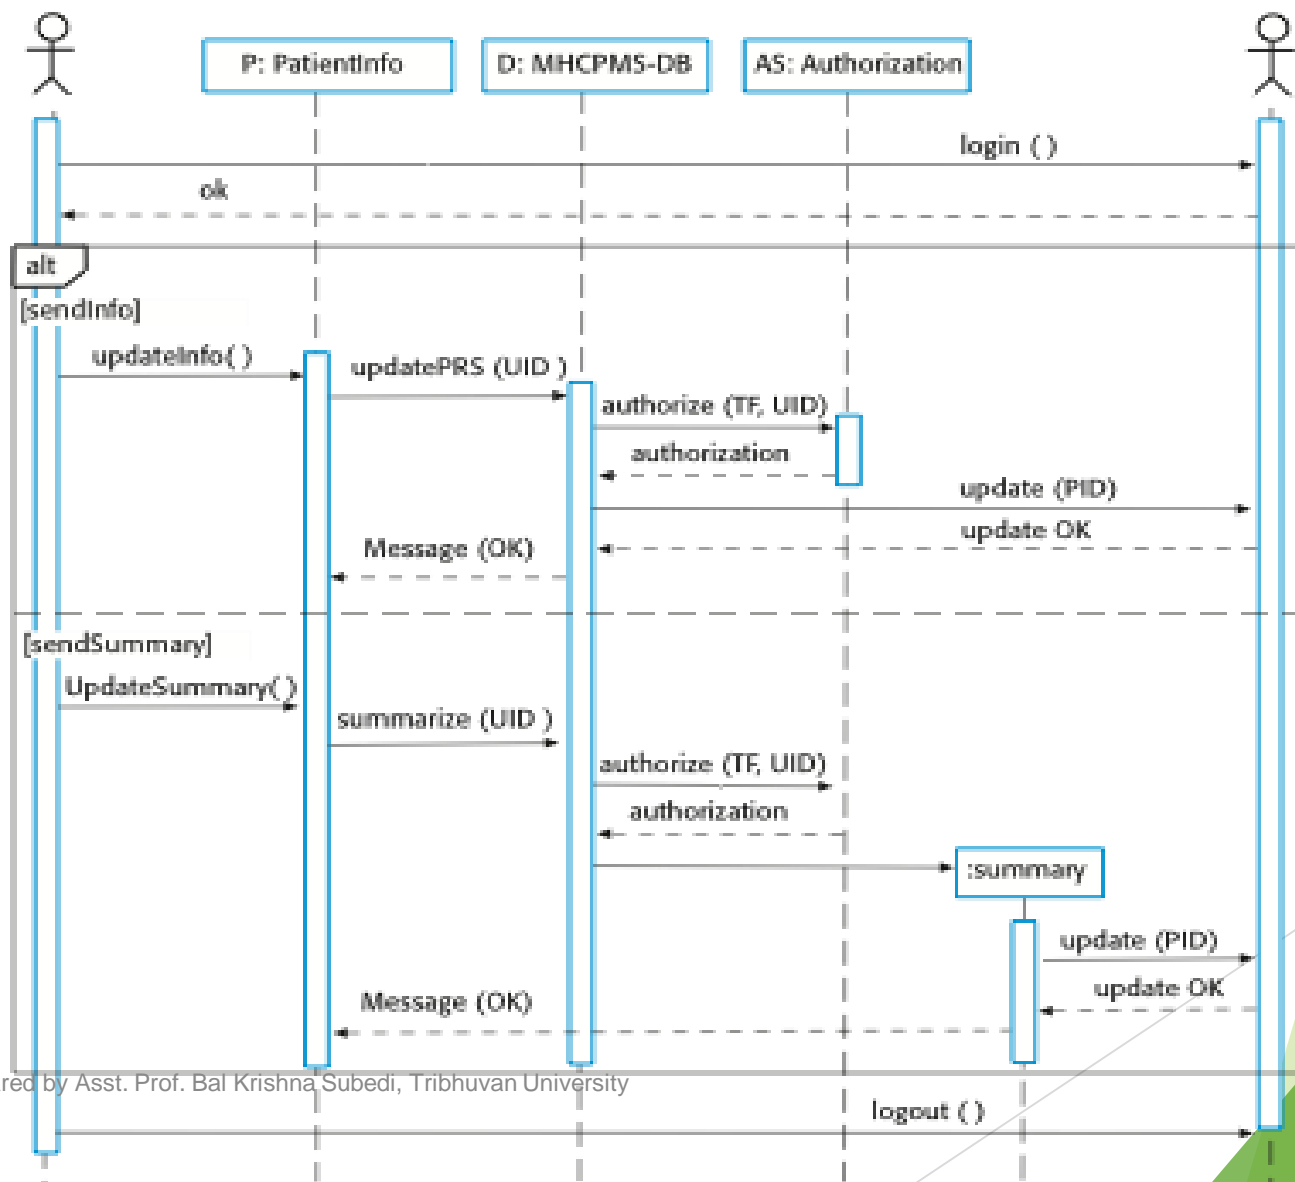 P: PatientInfo
D: MHCPMS-DB
AS: Authorization
login ( )
ok
alt
[sendInfo]
updateInfo( )
updatePRS (UID )
authorize (TF, UID)
authorization
update (PID)
update OK
Message (OK)
[sendSummary]
UpdateSummary( )
summarize (UID )
authorize (TF, UID)
authorization
:summary
update (PID)
update OK
Message (OK)
by Asst. Prof. Bal Krishna Subedi, Tribhuvan University
logout ( )